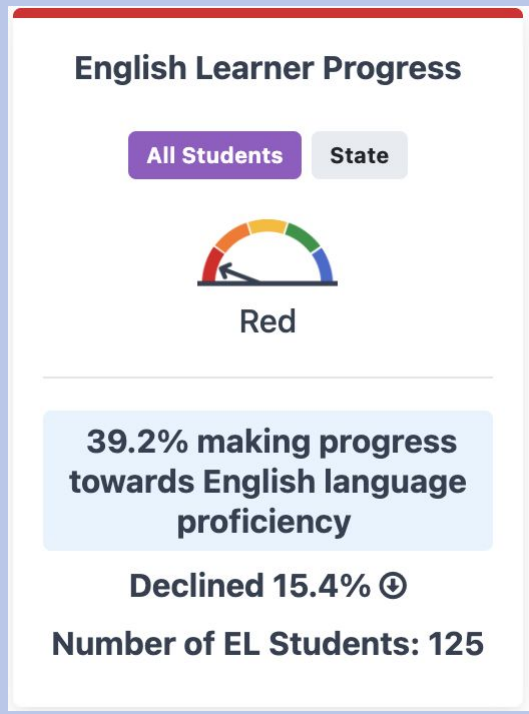 English Learner Progress
All Students
State
Red
39.2% making progress
towards English language
proficiency
Declined 15.4%
Number of EL Students: 125